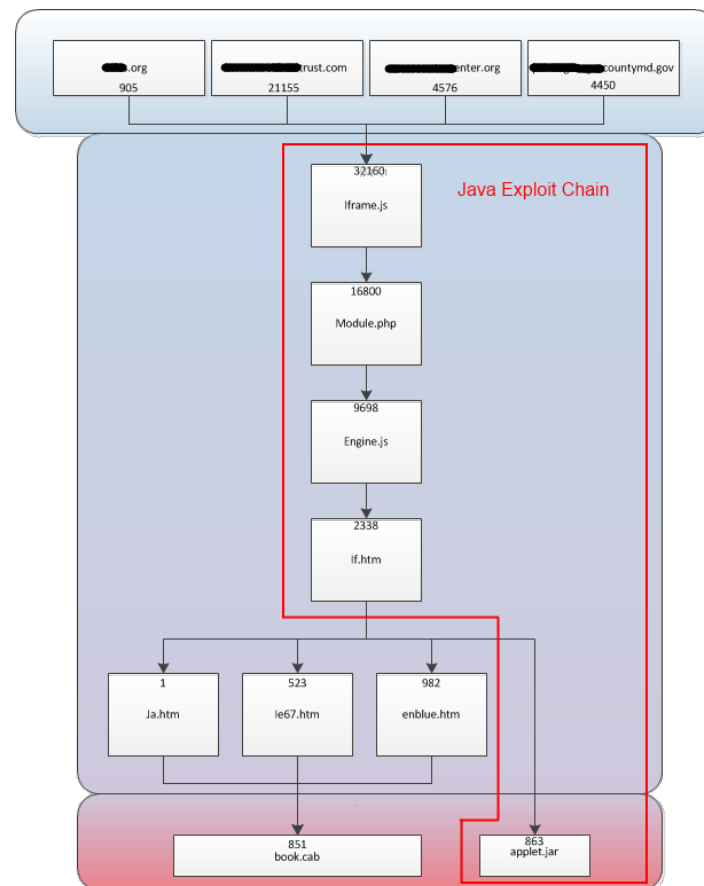 .org
905
trust.com
21155
enter.org
4576
countymd.gov
4450
Java Exploit Chain
32160
Iframe.js
16800
Module.php
9698
Engine.js
2338
If.htm
1
Ja.htm
523
Ie67.htm
982
enblue.htm
851
book.cab
863
applet.jar